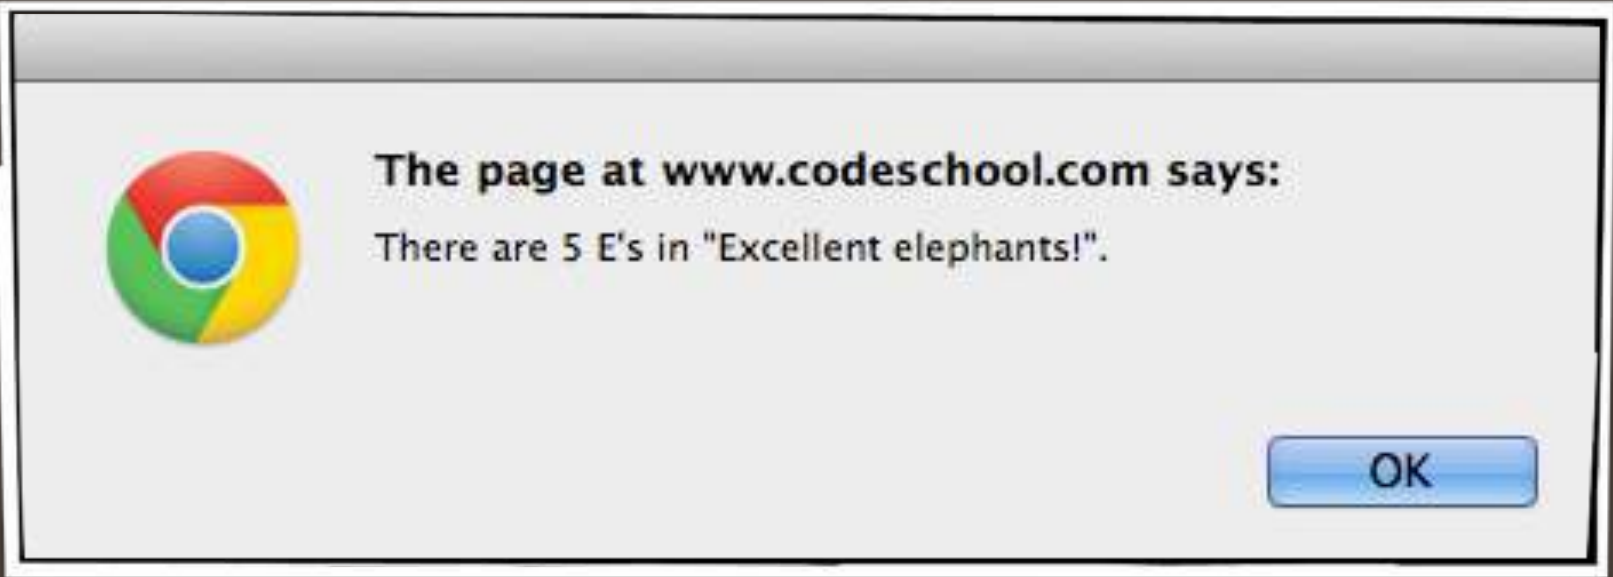 The page at www.codeschool.com says:
There are 5 E's in "Excellent elephants!".
OK